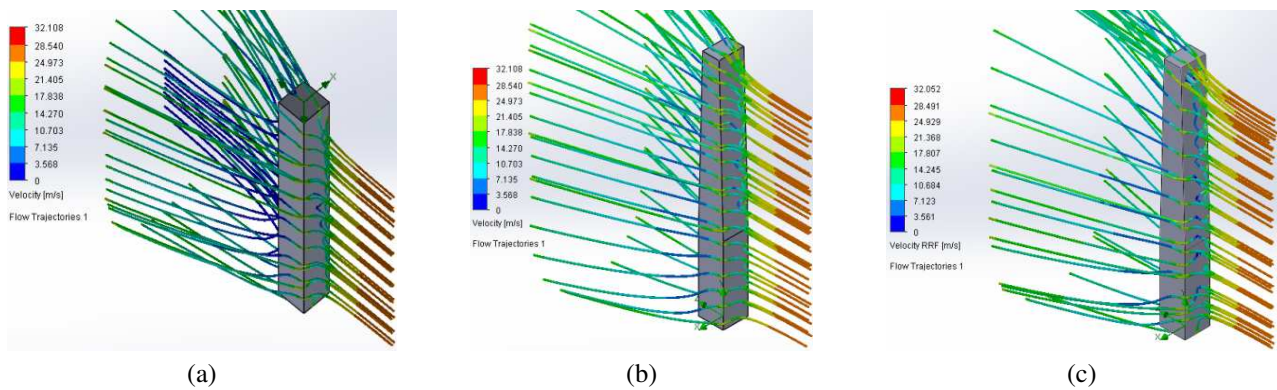 32.108
28.540
24.973
21.405
17.838
14.270
10.703
7.135
3.568
0
Velocity [m/s]
Flow Trajectories 1
X
(a)
32.108
28.540
24.973
21.405
17.838
14.270
10.703
7.135
3.568
0
Velocity [m/s]
Flow Trajectories 1
X
(b)
32.052
28.491
24.929
21.368
17.807
14.245
10.684
7.123
3.561
0
Velocity RRF [m/s]
Flow Trajectories 1
X
(c)